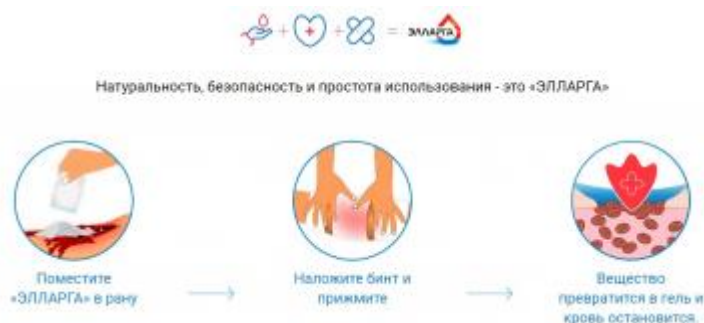 ЭЛЛАРГА
Натуральность, безопасность и простота использования - это «ЭЛЛАРГА»
Поместите
«ЭЛЛАРГА» в рану
Наложите бинт и
прижмите
Вещество
превратится в гель и
кровь остановится.